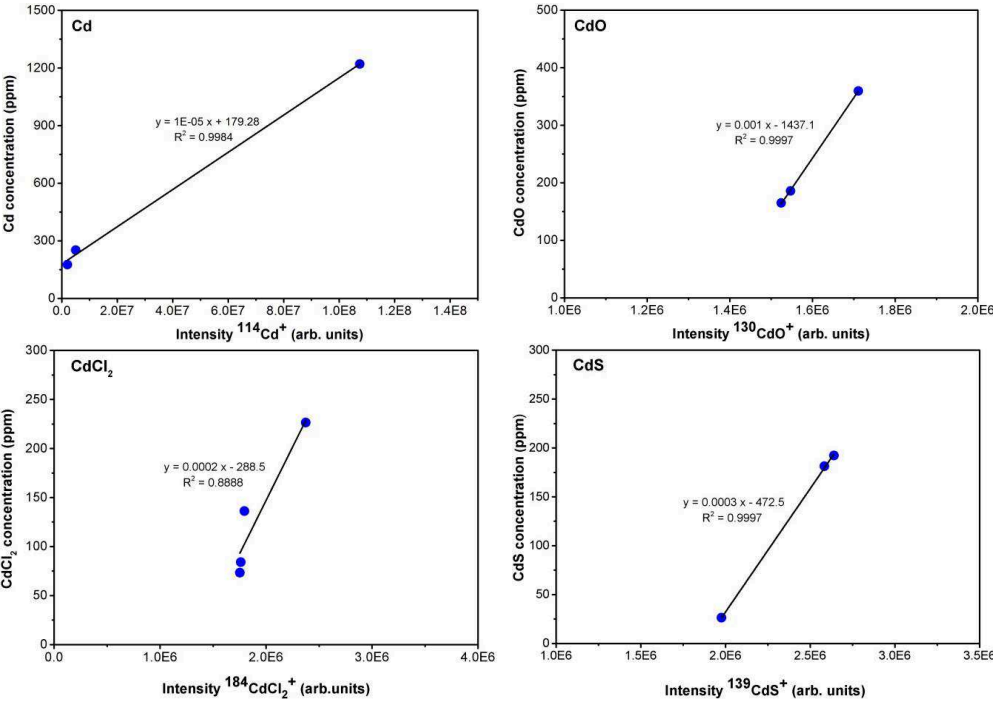 Cd
Cd concentration (ppm)
1500
1200
900
600
300
0
y = 1E-05 x + 179.28
R² = 0.9984
0.0 2.0E7 4.0E7 6.0E7 8.0E7 1.0E8 1.2E8 1.4E8
Intensity ¹¹⁴Cd⁺ (arb. units)
CdO
CdO concentration (ppm)
500
400
300
200
100
0
y = 0.001 x - 1437.1
R² = 0.9997
1.0E6 1.2E6 1.4E6 1.6E6 1.8E6 2.0E6
Intensity ¹³⁰CdO⁺ (arb. units)
CdCl₂
CdCl₂ concentration (ppm)
300
250
200
150
100
50
0
y = 0.0002 x - 288.5
R² = 0.8888
0.0 1.0E6 2.0E6 3.0E6 4.0E6
Intensity ¹⁸⁴CdCl₂⁺ (arb.units)
CdS
CdS concentration (ppm)
300
250
200
150
100
50
0
y = 0.0003 x - 472.5
R² = 0.9997
1.0E6 1.5E6 2.0E6 2.5E6 3.0E6 3.5E6
Intensity ¹³⁹CdS⁺ (arb. units)